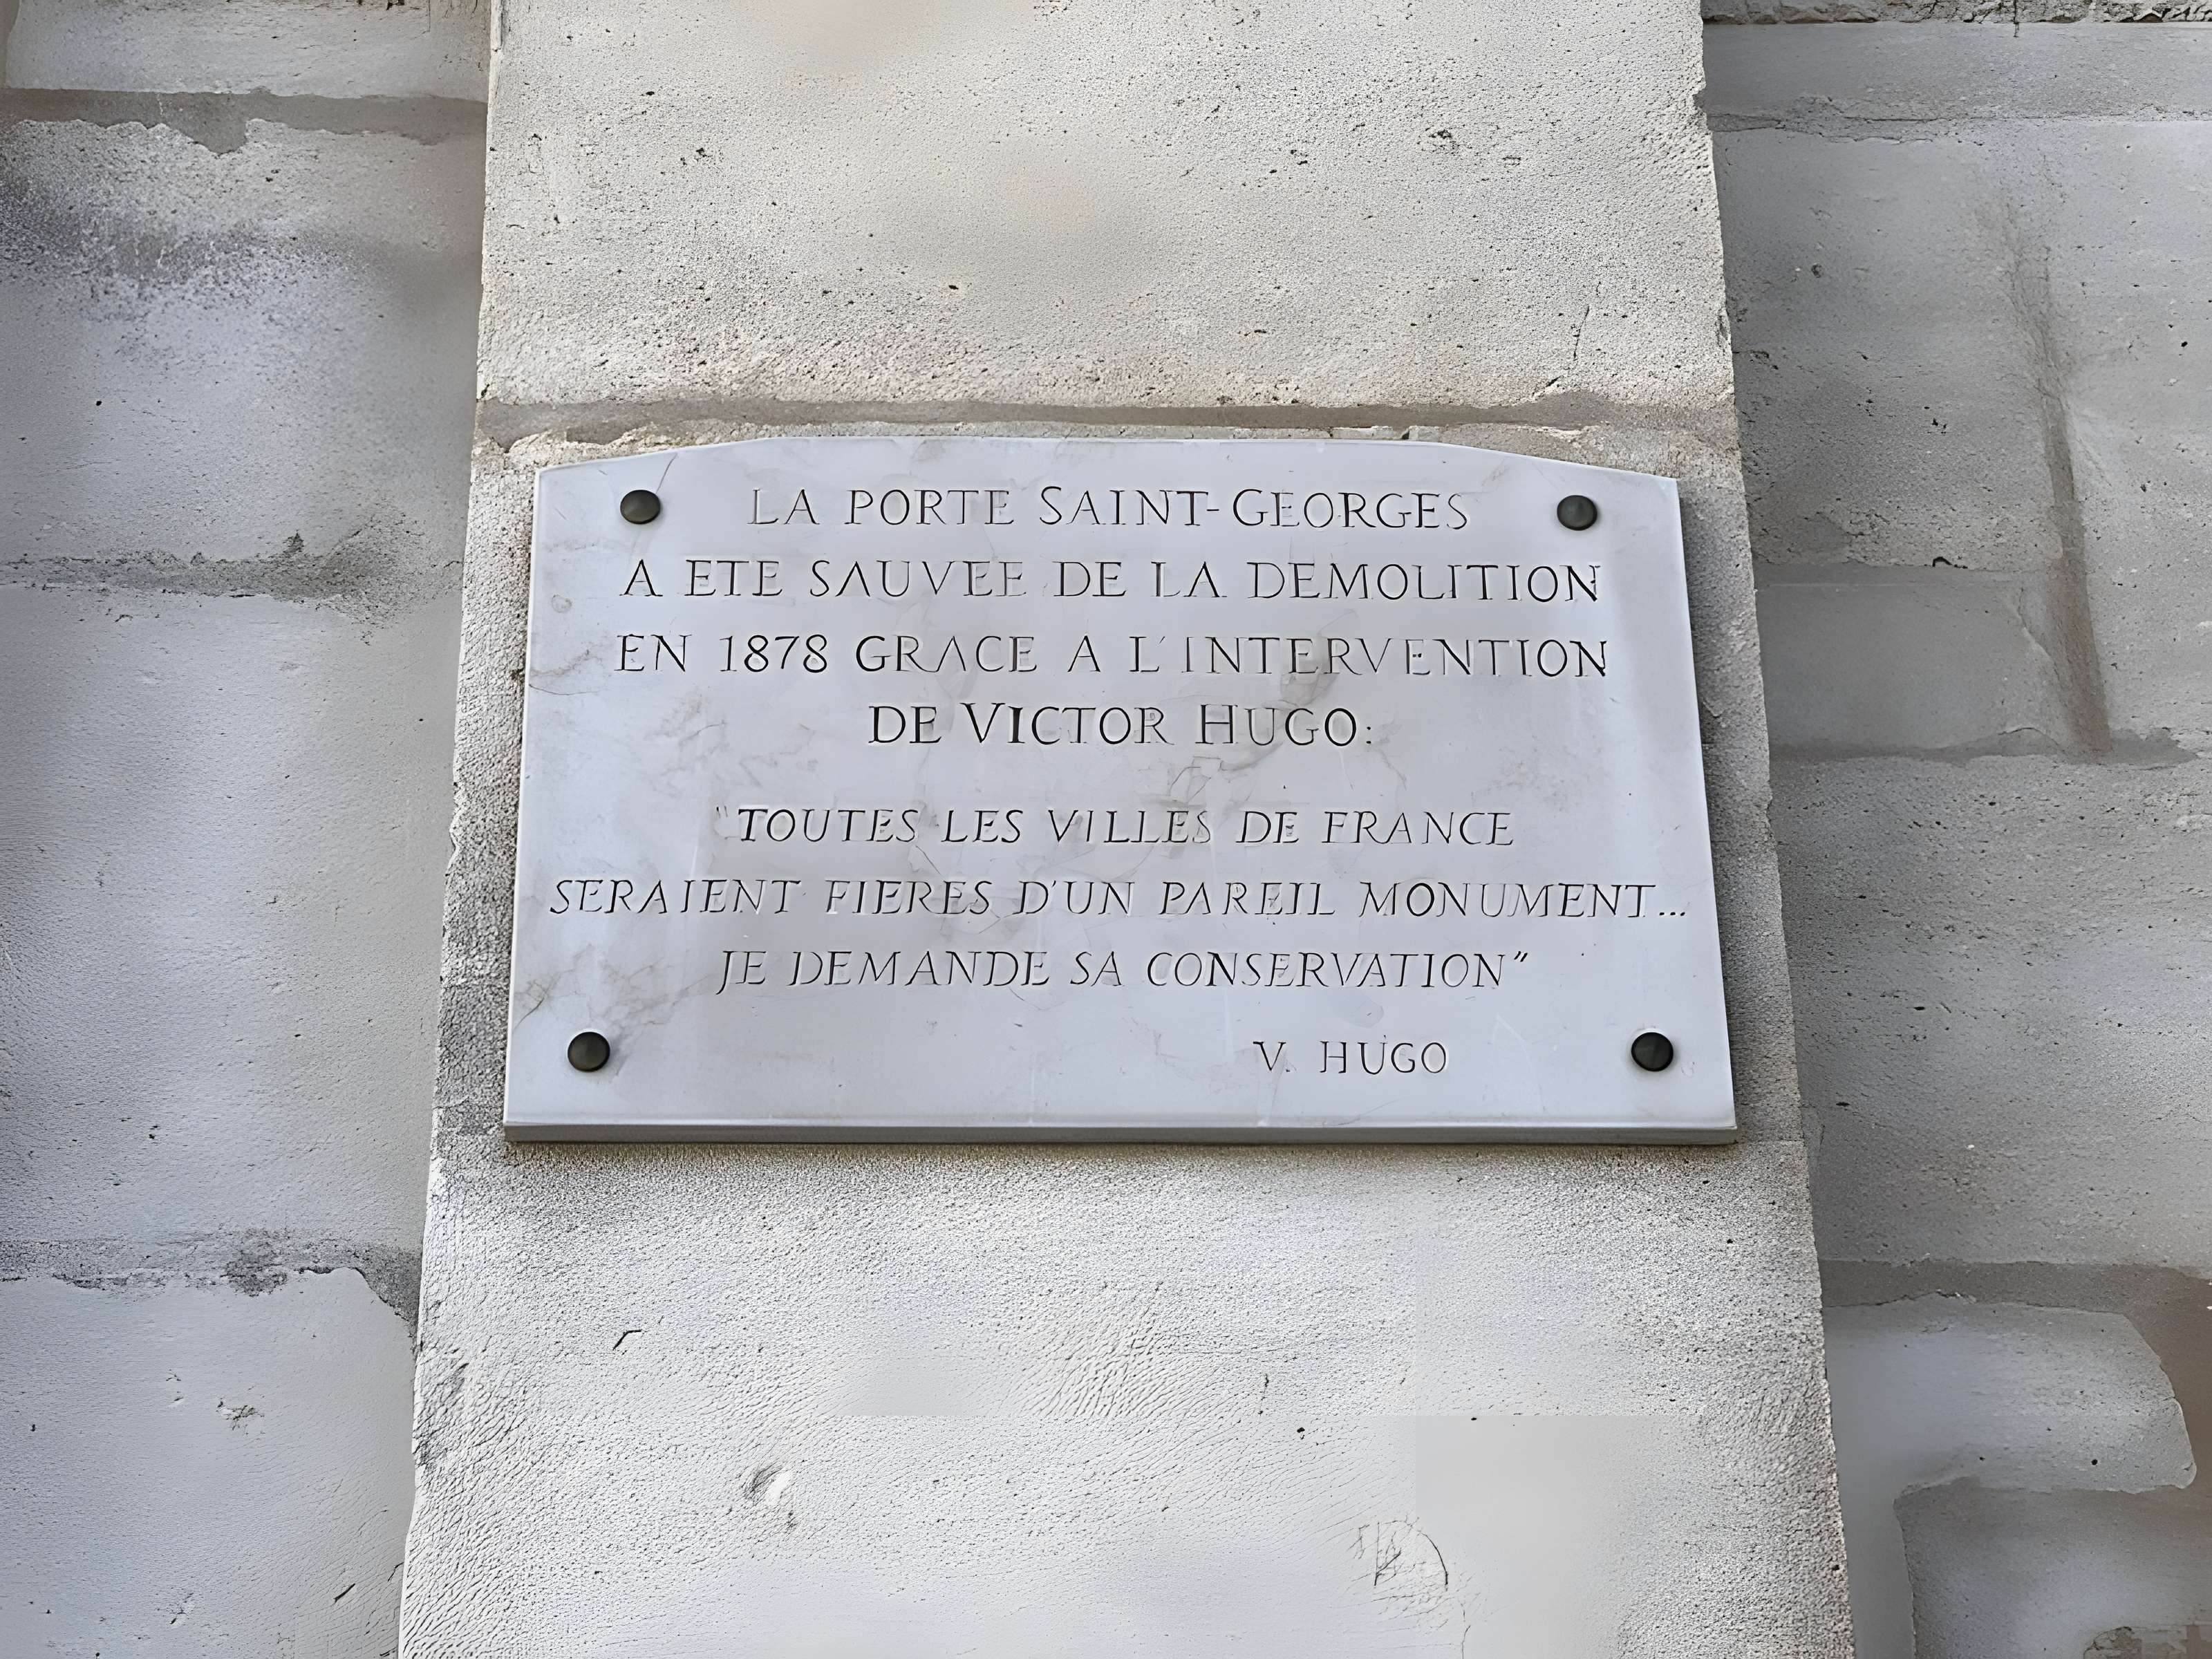 LA PORTE SAINT-GEORGES
A ETE SAUVEE DE LA DEMOLITION
EN 1878 GRACE A L'INTERVENTION
DE VICTOR HUGO:
"TOUTES LES VILLES DE FRANCE
SERAIENT FIERES D'UN PAREIL MONUMENT...
JE DEMANDE SA CONSERVATION"
V. HUGO